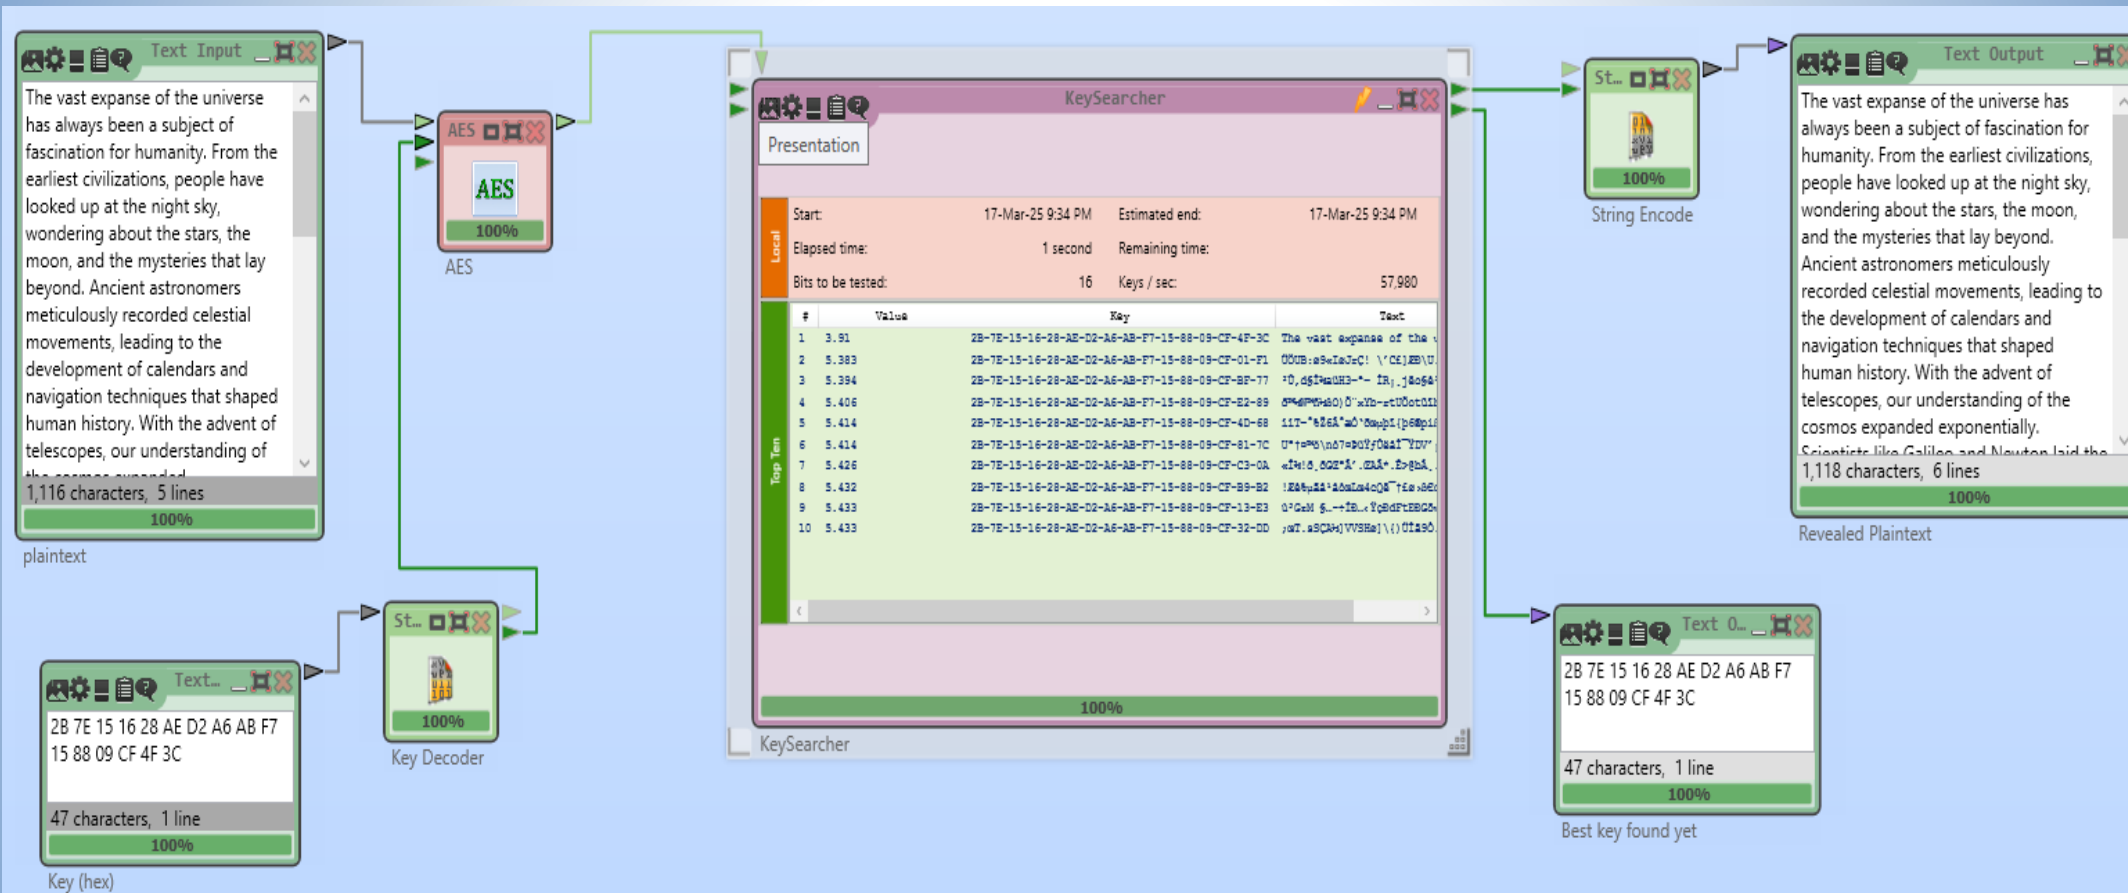 Text Input
The vast expanse of the universe
has always been a subject of
fascination for humanity. From the
earliest civilizations, people have
looked up at the night sky,
wondering about the stars, the
moon, and the mysteries that lay
beyond. Ancient astronomers
meticulously recorded celestial
movements, leading to the
development of calendars and
navigation techniques that shaped
human history. With the advent of
telescopes, our understanding of
the cosmos expanded
1,116 characters, 5 lines
100%
plaintext
AES
AES
100%
AES
Text...
2B 7E 15 16 28 AE D2 A6 AB F7
15 88 09 CF 4F 3C
47 characters, 1 line
100%
Key (hex)
St...
100%
Key Decoder
KeySearcher
Presentation
Local
Start: 17-Mar-25 9:34 PM Estimated end: 17-Mar-25 9:34 PM
Elapsed time: 1 second Remaining time:
Bits to be tested: 16 Keys / sec: 57,980
Top Ten
# Value Key Text
1 3.91 2B-7E-15-16-28-AE-D2-A6-AB-F7-15-88-09-CF-4F-3C The vast expanse of the
2 5.383 2B-7E-15-16-28-AE-D2-A6-AB-F7-15-88-09-CF-01-F1
3 5.394 2B-7E-15-16-28-AE-D2-A6-AB-F7-15-88-09-CF-BF-77
4 5.406 2B-7E-15-16-28-AE-D2-A6-AB-F7-15-88-09-CF-E2-89
5 5.414 2B-7E-15-16-28-AE-D2-A6-AB-F7-15-88-09-CF-4D-68
6 5.414 2B-7E-15-16-28-AE-D2-A6-AB-F7-15-88-09-CF-81-7C
7 5.426 2B-7E-15-16-28-AE-D2-A6-AB-F7-15-88-09-CF-C3-0A
8 5.432 2B-7E-15-16-28-AE-D2-A6-AB-F7-15-88-09-CF-B9-B2
9 5.433 2B-7E-15-16-28-AE-D2-A6-AB-F7-15-88-09-CF-13-E3
10 5.433 2B-7E-15-16-28-AE-D2-A6-AB-F7-15-88-09-CF-32-DD
100%
KeySearcher
St...
100%
String Encode
Text Output
The vast expanse of the universe has
always been a subject of fascination for
humanity. From the earliest civilizations,
people have looked up at the night sky,
wondering about the stars, the moon,
and the mysteries that lay beyond.
Ancient astronomers meticulously
recorded celestial movements, leading to
the development of calendars and
navigation techniques that shaped
human history. With the advent of
telescopes, our understanding of the
cosmos expanded exponentially.
Scientists like Galileo and Newton laid the
1,118 characters, 6 lines
100%
Revealed Plaintext
Text O...
2B 7E 15 16 28 AE D2 A6 AB F7
15 88 09 CF 4F 3C
47 characters, 1 line
100%
Best key found yet